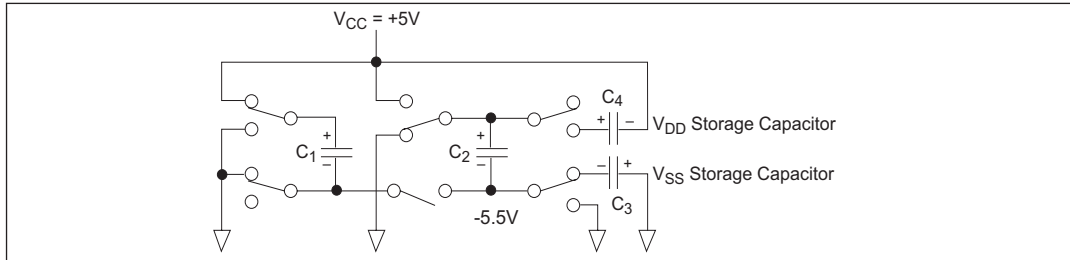 VCC = +5V
C4
+ –
VDD Storage Capacitor
+
C1
–
+
C2
–
– +
VSS Storage Capacitor
C3
-5.5V